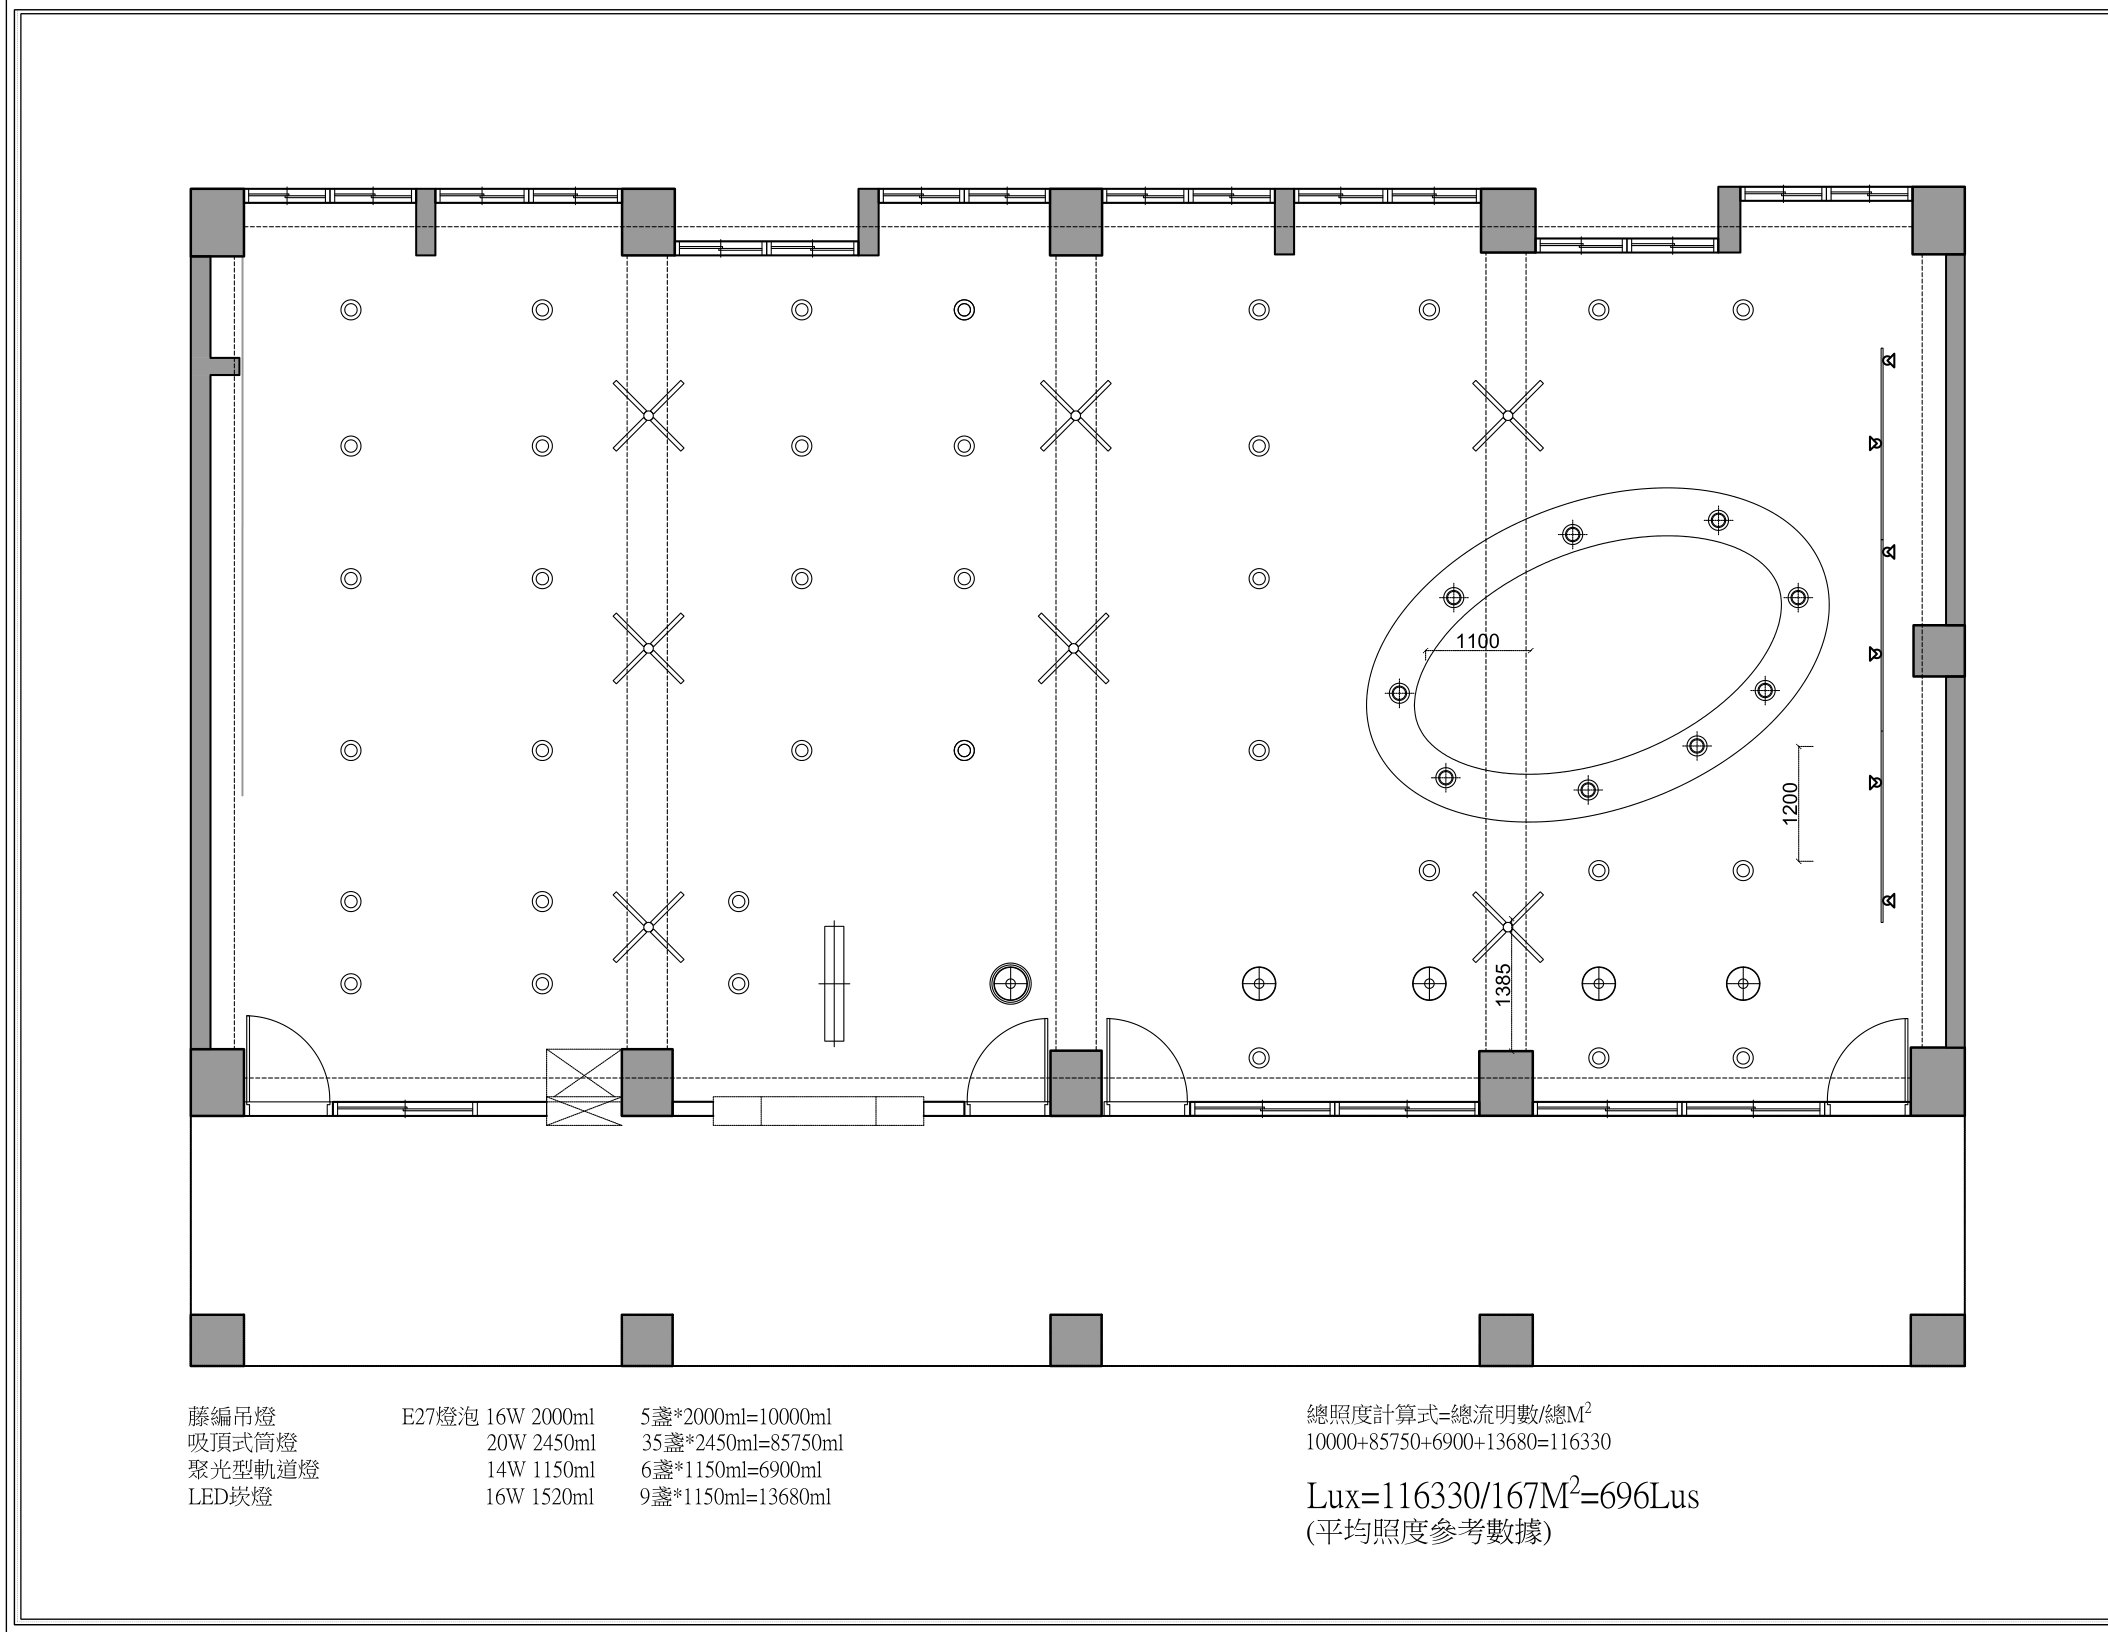 1100
1200
1385
藤編吊燈 E27燈泡 16W 2000ml 5盞*2000ml=10000ml
吸頂式筒燈 20W 2450ml 35盞*2450ml=85750ml
聚光型軌道燈 14W 1150ml 6盞*1150ml=6900ml
LED崁燈 16W 1520ml 9盞*1150ml=13680ml
總照度計算式=總流明數/總M²
10000+85750+6900+13680=116330
Lux=116330/167M²=696Lus
(平均照度參考數據)